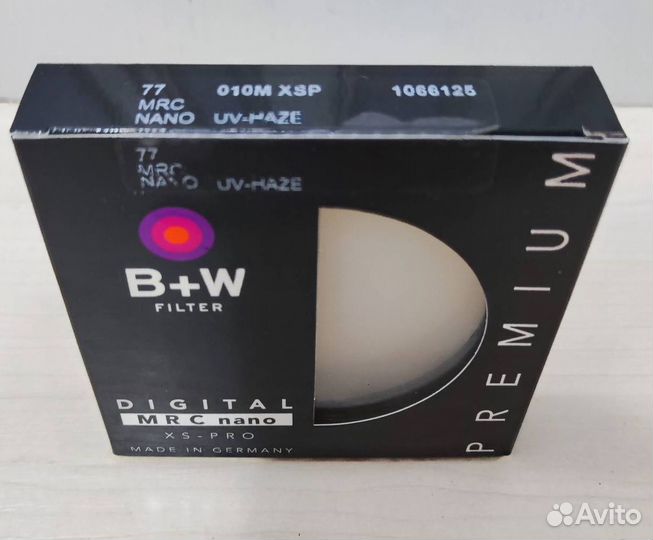 77 010M XSP 1066125
MRC
NANO UV-HAZE
77
MRC
NANO UV-HAZE
B+W
FILTER
DIGITAL
MRC nano
XS-PRO
MADE IN GERMANY
PREMIUM
Avito